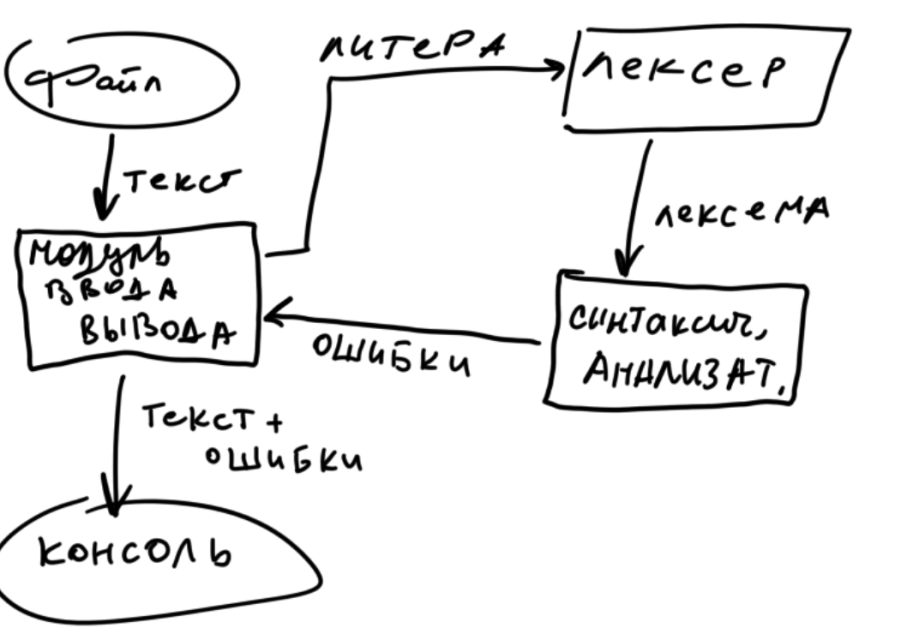 файл
ЛИТЕРА
лексер
текст
лексема
модуль
ВВОДА
ВЫВОДА
синтаксич,
АНАЛИЗАТ.
ОШИБКИ
текст +
ОШИБКИ
консоль